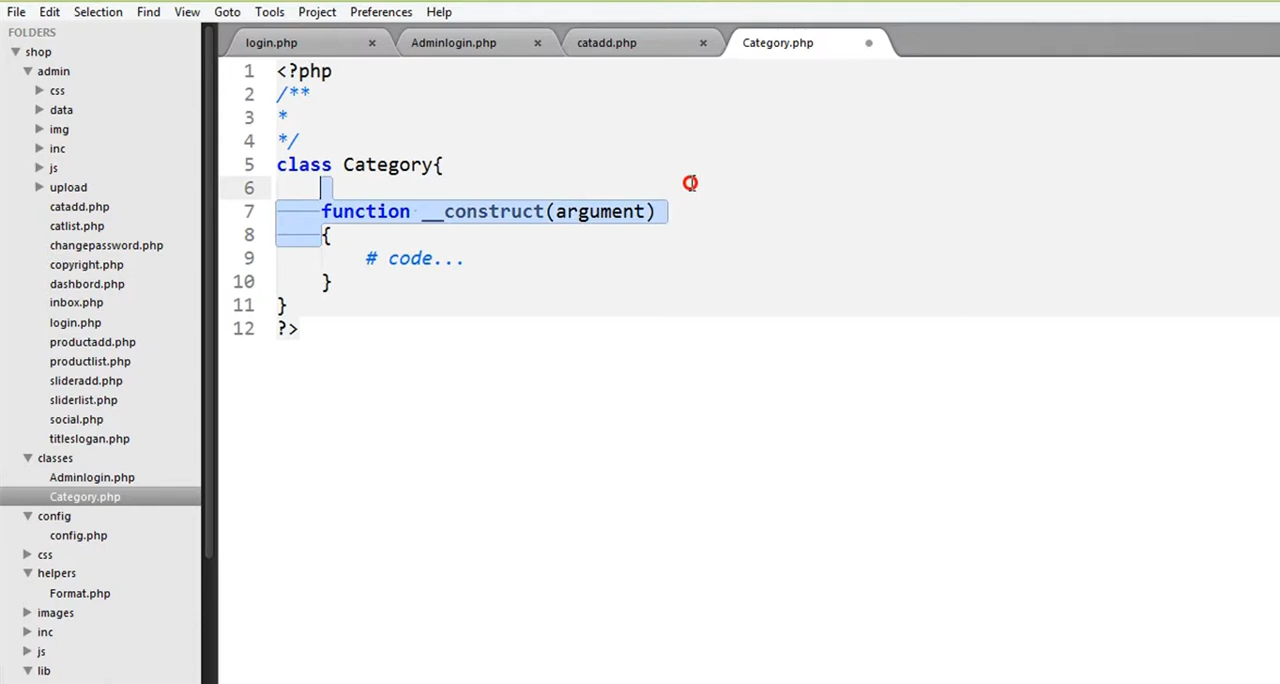 File Edit Selection Find View Goto Tools Project Preferences Help
FOLDERS
shop
admin
css
data
img
inc
js
upload
catadd.php
catlist.php
changepassword.php
copyright.php
dashbord.php
inbox.php
login.php
productadd.php
productlist.php
slideradd.php
sliderlist.php
social.php
titleslogan.php
classes
Adminlogin.php
Category.php
config
config.php
css
helpers
Format.php
images
inc
js
lib
login.php × Adminlogin.php × catadd.php × Category.php
1 <?php
2 /**
3 *
4 */
5 class Category{
6
7 function __construct(argument)
8 {
9 # code...
10 }
11 }
12 ?>